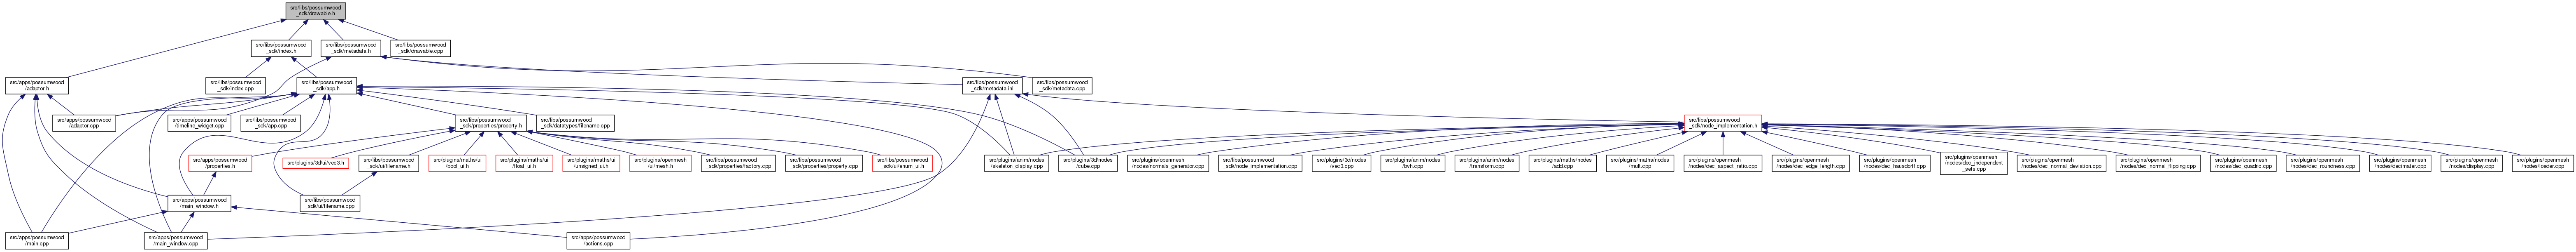 src/libs/possumwood
_sdk/drawable.h
src/libs/possumwood
_sdk/index.h
src/libs/possumwood
_sdk/metadata.h
src/libs/possumwood
_sdk/drawable.cpp
src/apps/possumwood
/adaptor.h
src/libs/possumwood
_sdk/index.cpp
src/libs/possumwood
_sdk/app.h
src/libs/possumwood
_sdk/metadata.inl
src/libs/possumwood
_sdk/metadata.cpp
src/apps/possumwood
/adaptor.cpp
src/apps/possumwood
/timeline_widget.cpp
src/libs/possumwood
_sdk/app.cpp
src/libs/possumwood
_sdk/properties/property.h
src/libs/possumwood
_sdk/datatypes/filename.cpp
src/libs/possumwood
_sdk/node_implementation.h
src/apps/possumwood
/properties.h
src/plugins/3d/ui/vec3.h
src/libs/possumwood
_sdk/ui/filename.h
src/plugins/maths/ui
/bool_ui.h
src/plugins/maths/ui
/float_ui.h
src/plugins/maths/ui
/unsigned_ui.h
src/plugins/openmesh
/ui/mesh.h
src/libs/possumwood
_sdk/properties/factory.cpp
src/libs/possumwood
_sdk/properties/property.cpp
src/libs/possumwood
_sdk/ui/enum_ui.h
src/plugins/anim/nodes
/skeleton_display.cpp
src/plugins/3d/nodes
/cube.cpp
src/plugins/openmesh
/nodes/normals_generator.cpp
src/libs/possumwood
_sdk/node_implementation.cpp
src/plugins/3d/nodes
/vec3.cpp
src/plugins/anim/nodes
/bvh.cpp
src/plugins/anim/nodes
/transform.cpp
src/plugins/maths/nodes
/add.cpp
src/plugins/maths/nodes
/mult.cpp
src/plugins/openmesh
/nodes/dec_aspect_ratio.cpp
src/plugins/openmesh
/nodes/dec_edge_length.cpp
src/plugins/openmesh
/nodes/dec_hausdorff.cpp
src/plugins/openmesh
/nodes/dec_independent
_sets.cpp
src/plugins/openmesh
/nodes/dec_normal_deviation.cpp
src/plugins/openmesh
/nodes/dec_normal_flipping.cpp
src/plugins/openmesh
/nodes/dec_quadric.cpp
src/plugins/openmesh
/nodes/dec_roundness.cpp
src/plugins/openmesh
/nodes/decimater.cpp
src/plugins/openmesh
/nodes/display.cpp
src/plugins/openmesh
/nodes/loader.cpp
src/apps/possumwood
/main_window.h
src/libs/possumwood
_sdk/ui/filename.cpp
src/apps/possumwood
/main.cpp
src/apps/possumwood
/main_window.cpp
src/apps/possumwood
/actions.cpp